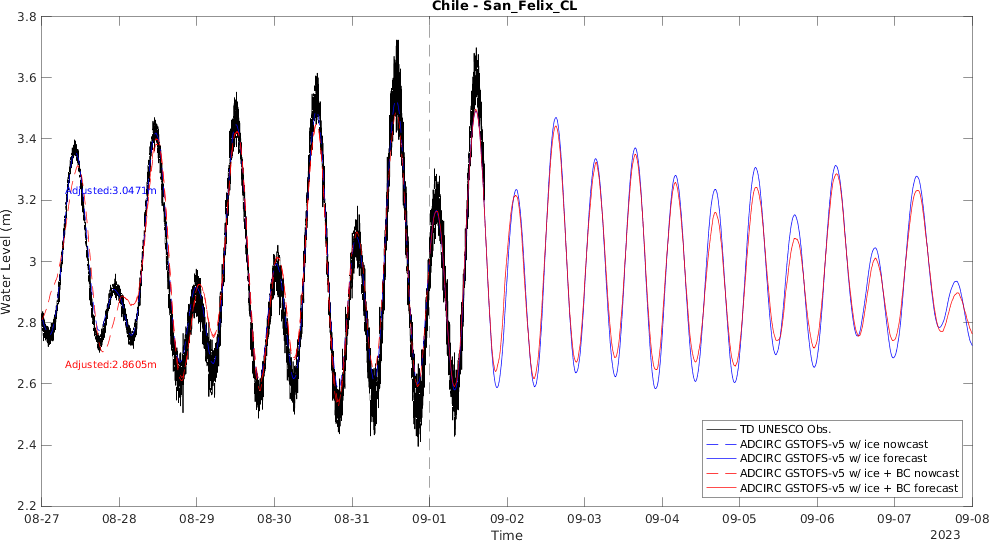 Chile - San_Felix_CL
3.8
3.6
3.4
3.2
3
2.8
2.6
2.4
2.2
Water Level (m)
Adjusted:3.0471m
Adjusted:2.8605m
TD UNESCO Obs.
ADCIRC GSTOFS-v5 w/ ice nowcast
ADCIRC GSTOFS-v5 w/ ice forecast
ADCIRC GSTOFS-v5 w/ ice + BC nowcast
ADCIRC GSTOFS-v5 w/ ice + BC forecast
08-27 08-28 08-29 08-30 08-31 09-01 09-02 09-03 09-04 09-05 09-06 09-07 09-08
Time
2023